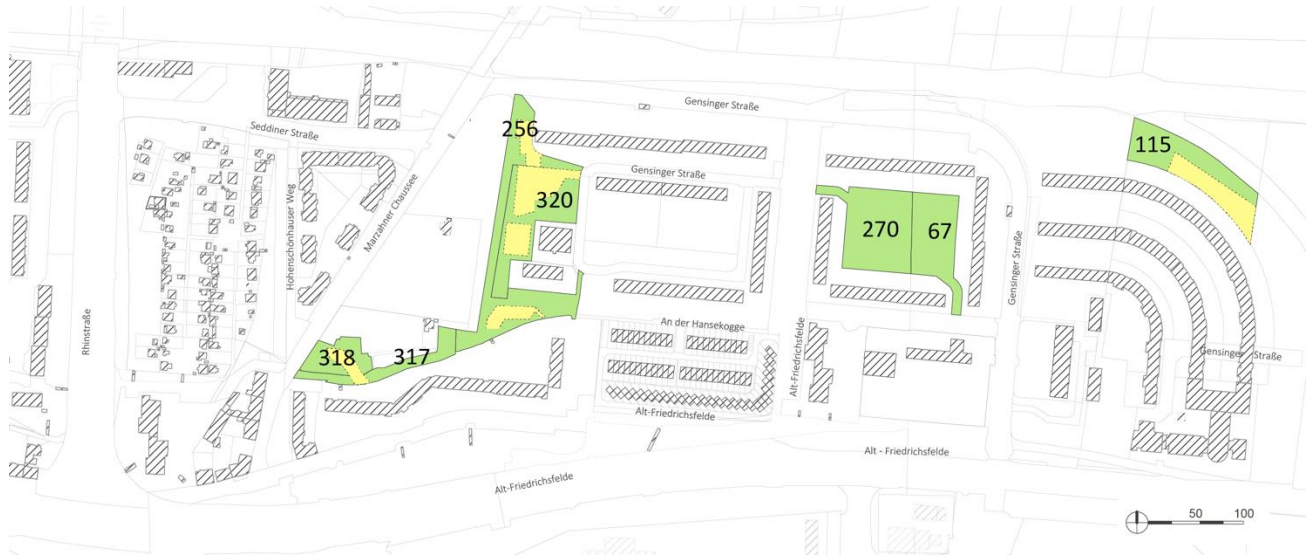 Gensinger Straße
256
Seddiner Straße
115
Gensinger Straße
320
Hohenschönhauser Weg
Marzahner Chaussee
270
67
Gensinger Straße
Rhinstraße
An der Hansekogge
Alt-Friedrichsfelde
Gensinger Straße
318
317
Alt-Friedrichsfelde
Alt - Friedrichsfelde
Alt-Friedrichsfelde
50
100